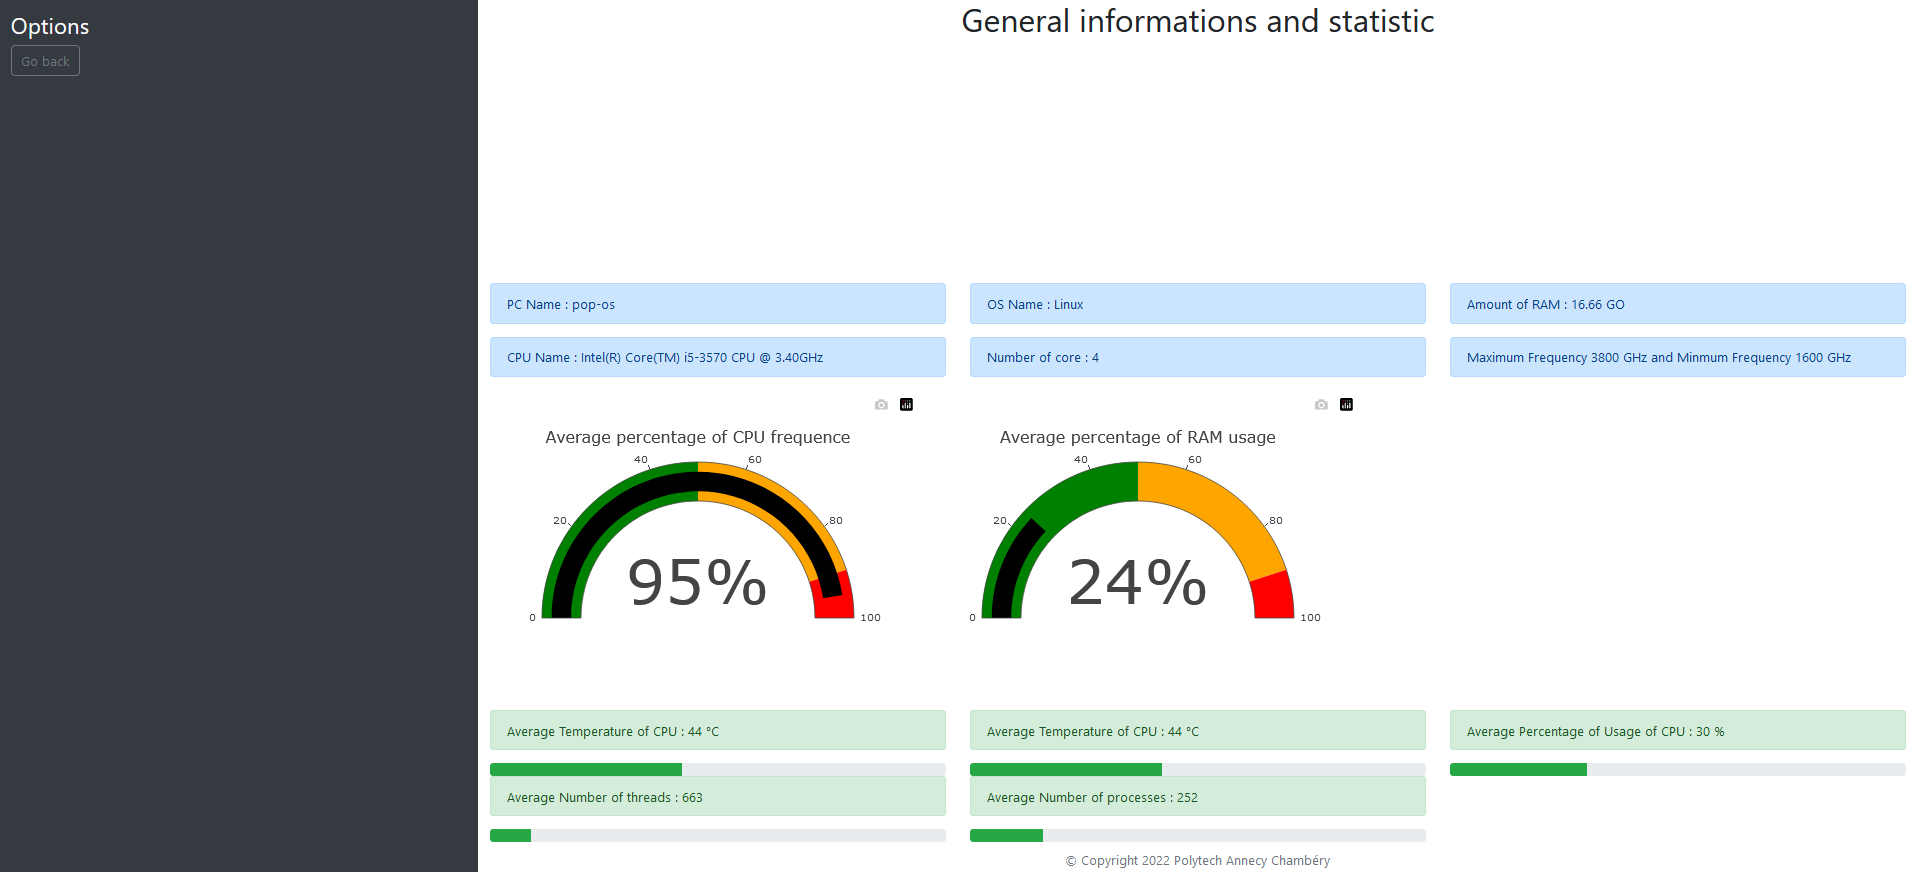 Options
Go back
General informations and statistic
PC Name : pop-os
OS Name : Linux
Amount of RAM : 16.66 GO
CPU Name : Intel(R) Core(TM) i5-3570 CPU @ 3.40GHz
Number of core : 4
Maximum Frequency 3800 GHz and Minmum Frequency 1600 GHz
Average percentage of CPU frequence
0
20
40
60
80
100
95%
Average percentage of RAM usage
0
20
40
60
80
100
24%
Average Temperature of CPU : 44 °C
Average Temperature of CPU : 44 °C
Average Percentage of Usage of CPU : 30 %
Average Number of threads : 663
Average Number of processes : 252
© Copyright 2022 Polytech Annecy Chambéry